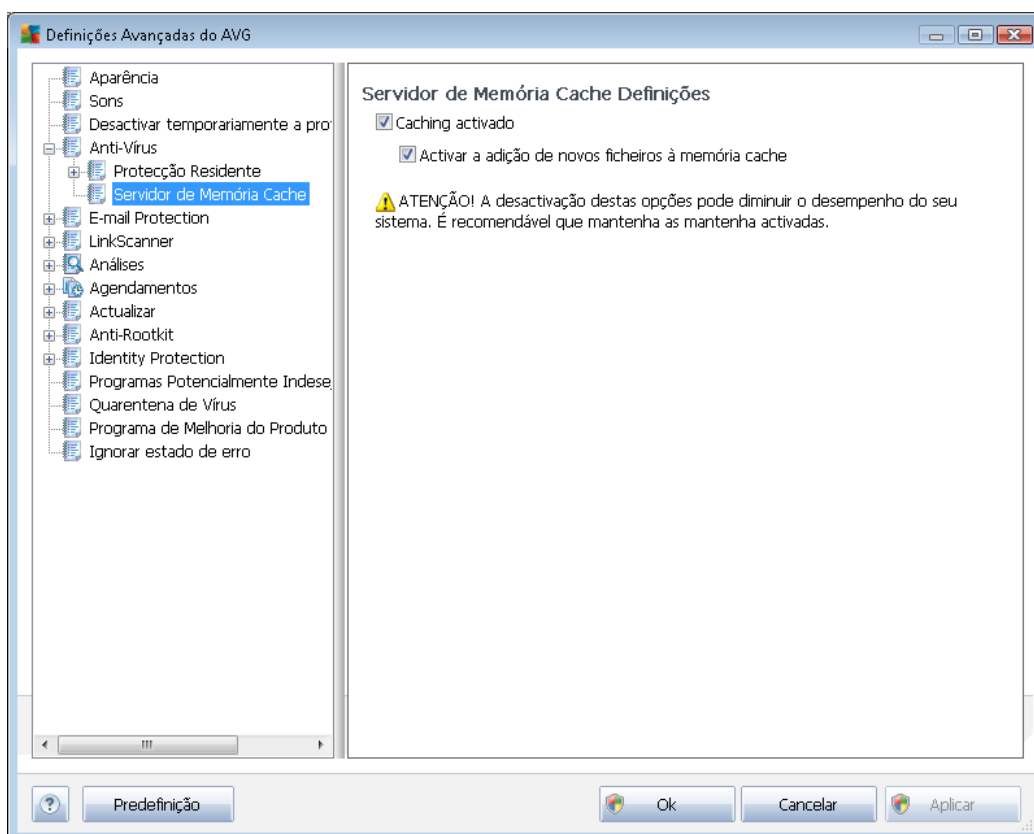 Definições Avançadas do AVG
Aparência
Sons
Desactivar temporariamente a pro
Anti-Vírus
Protecção Residente
Servidor de Memória Cache
E-mail Protection
LinkScanner
Análises
Agendamentos
Actualizar
Anti-Rootkit
Identity Protection
Programas Potencialmente Indese
Quarentena de Vírus
Programa de Melhoria do Produto
Ignorar estado de erro
Servidor de Memória Cache Definições
Caching activado
Activar a adição de novos ficheiros à memória cache
ATENÇÃO! A desactivação destas opções pode diminuir o desempenho do seu
sistema. É recomendável que mantenha as mantenha activadas.
? Predefinição Ok Cancelar Aplicar